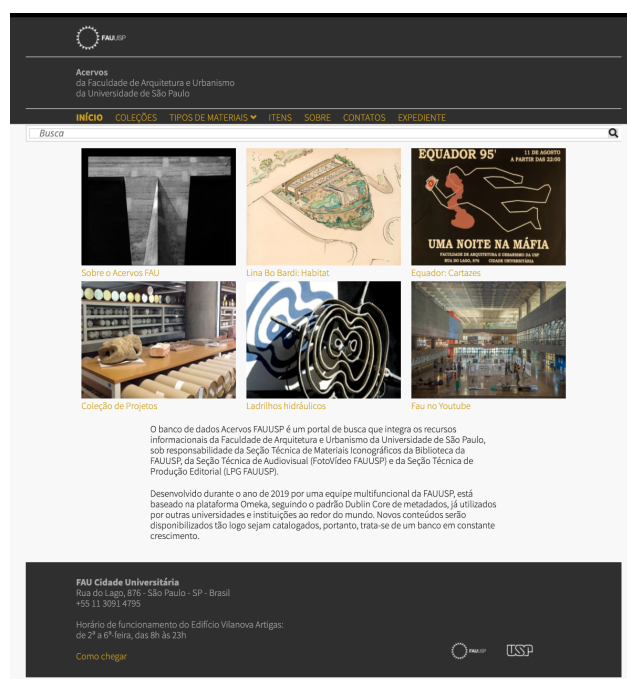 FAUUSP
Acervos
da Faculdade de Arquitetura e Urbanismo
da Universidade de São Paulo
INÍCIO COLEÇÕES TIPOS DE MATERIAIS ITENS SOBRE CONTATOS EXPEDIENTE
Busca
EQUADOR 95'
11 DE AGOSTO
A PARTIR DAS 22:00
UMA NOITE NA MÁFIA
FACULDADE DE ARQUITETURA E URBANISMO DA USP
RUA DO LAGO, 876 CIDADE UNIVERSITÁRIA
Sobre o Acervos FAU
Lina Bo Bardi: Habitat
Equador: Cartazes
Coleção de Projetos
Ladrilhos hidráulicos
Fau no Youtube
O banco de dados Acervos FAUUSP é um portal de busca que integra os recursos
informacionais da Faculdade de Arquitetura e Urbanismo da Universidade de São Paulo,
sob responsabilidade da Seção Técnica de Materiais Iconográficos da Biblioteca da
FAUUSP, da Seção Técnica de Audiovisual (FotoVídeo FAUUSP) e da Seção Técnica de
Produção Editorial (LPG FAUUSP).
Desenvolvido durante o ano de 2019 por uma equipe multifuncional da FAUUSP, está
baseado na plataforma Omeka, seguindo o padrão Dublin Core de metadados, já utilizados
por outras universidades e instituições ao redor do mundo. Novos conteúdos serão
disponibilizados tão logo sejam catalogados, portanto, trata-se de um banco em constante
crescimento.
FAU Cidade Universitária
Rua do Lago, 876 - São Paulo - SP - Brasil
+55 11 3091 4795
Horário de funcionamento do Edifício Vilanova Artigas:
de 2ª a 6ª-feira, das 8h às 23h
Como chegar
FAUUSP
USP